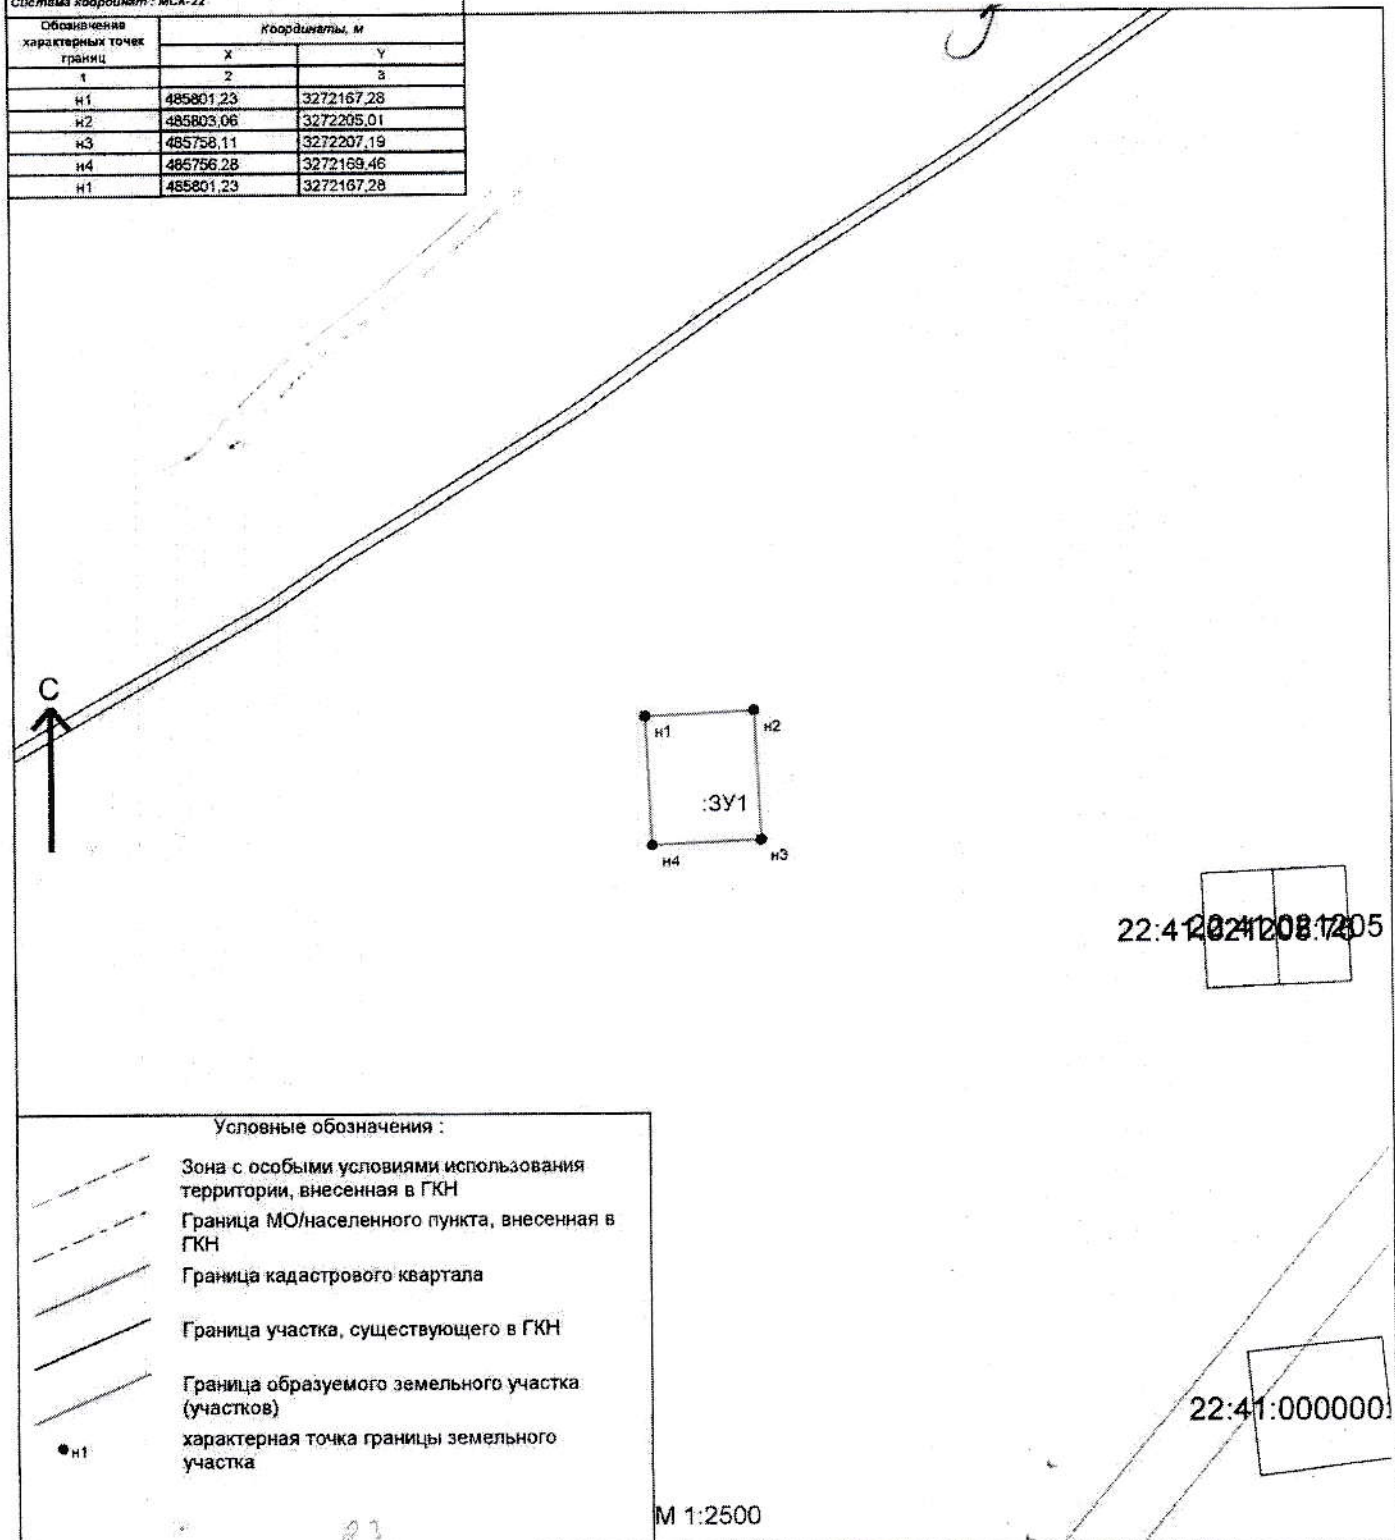 Система координат : МСК-22
Обозначение характерных точек границ
Координаты, м
X Y
1 2 3
н1 485801,23 3272167,28
н2 485803,06 3272205,01
н3 485758,11 3272207,19
н4 485756,28 3272169,46
н1 485801,23 3272167,28
С
н1
н2
:ЗУ1
н4
н3
22:41:000000:
Условные обозначения :
Зона с особыми условиями использования
территории, внесенная в ГКН
Граница МО/населенного пункта, внесенная в
ГКН
Граница кадастрового квартала
Граница участка, существующего в ГКН
Граница образуемого земельного участка
(участков)
н1
характерная точка границы земельного
участка
М 1:2500